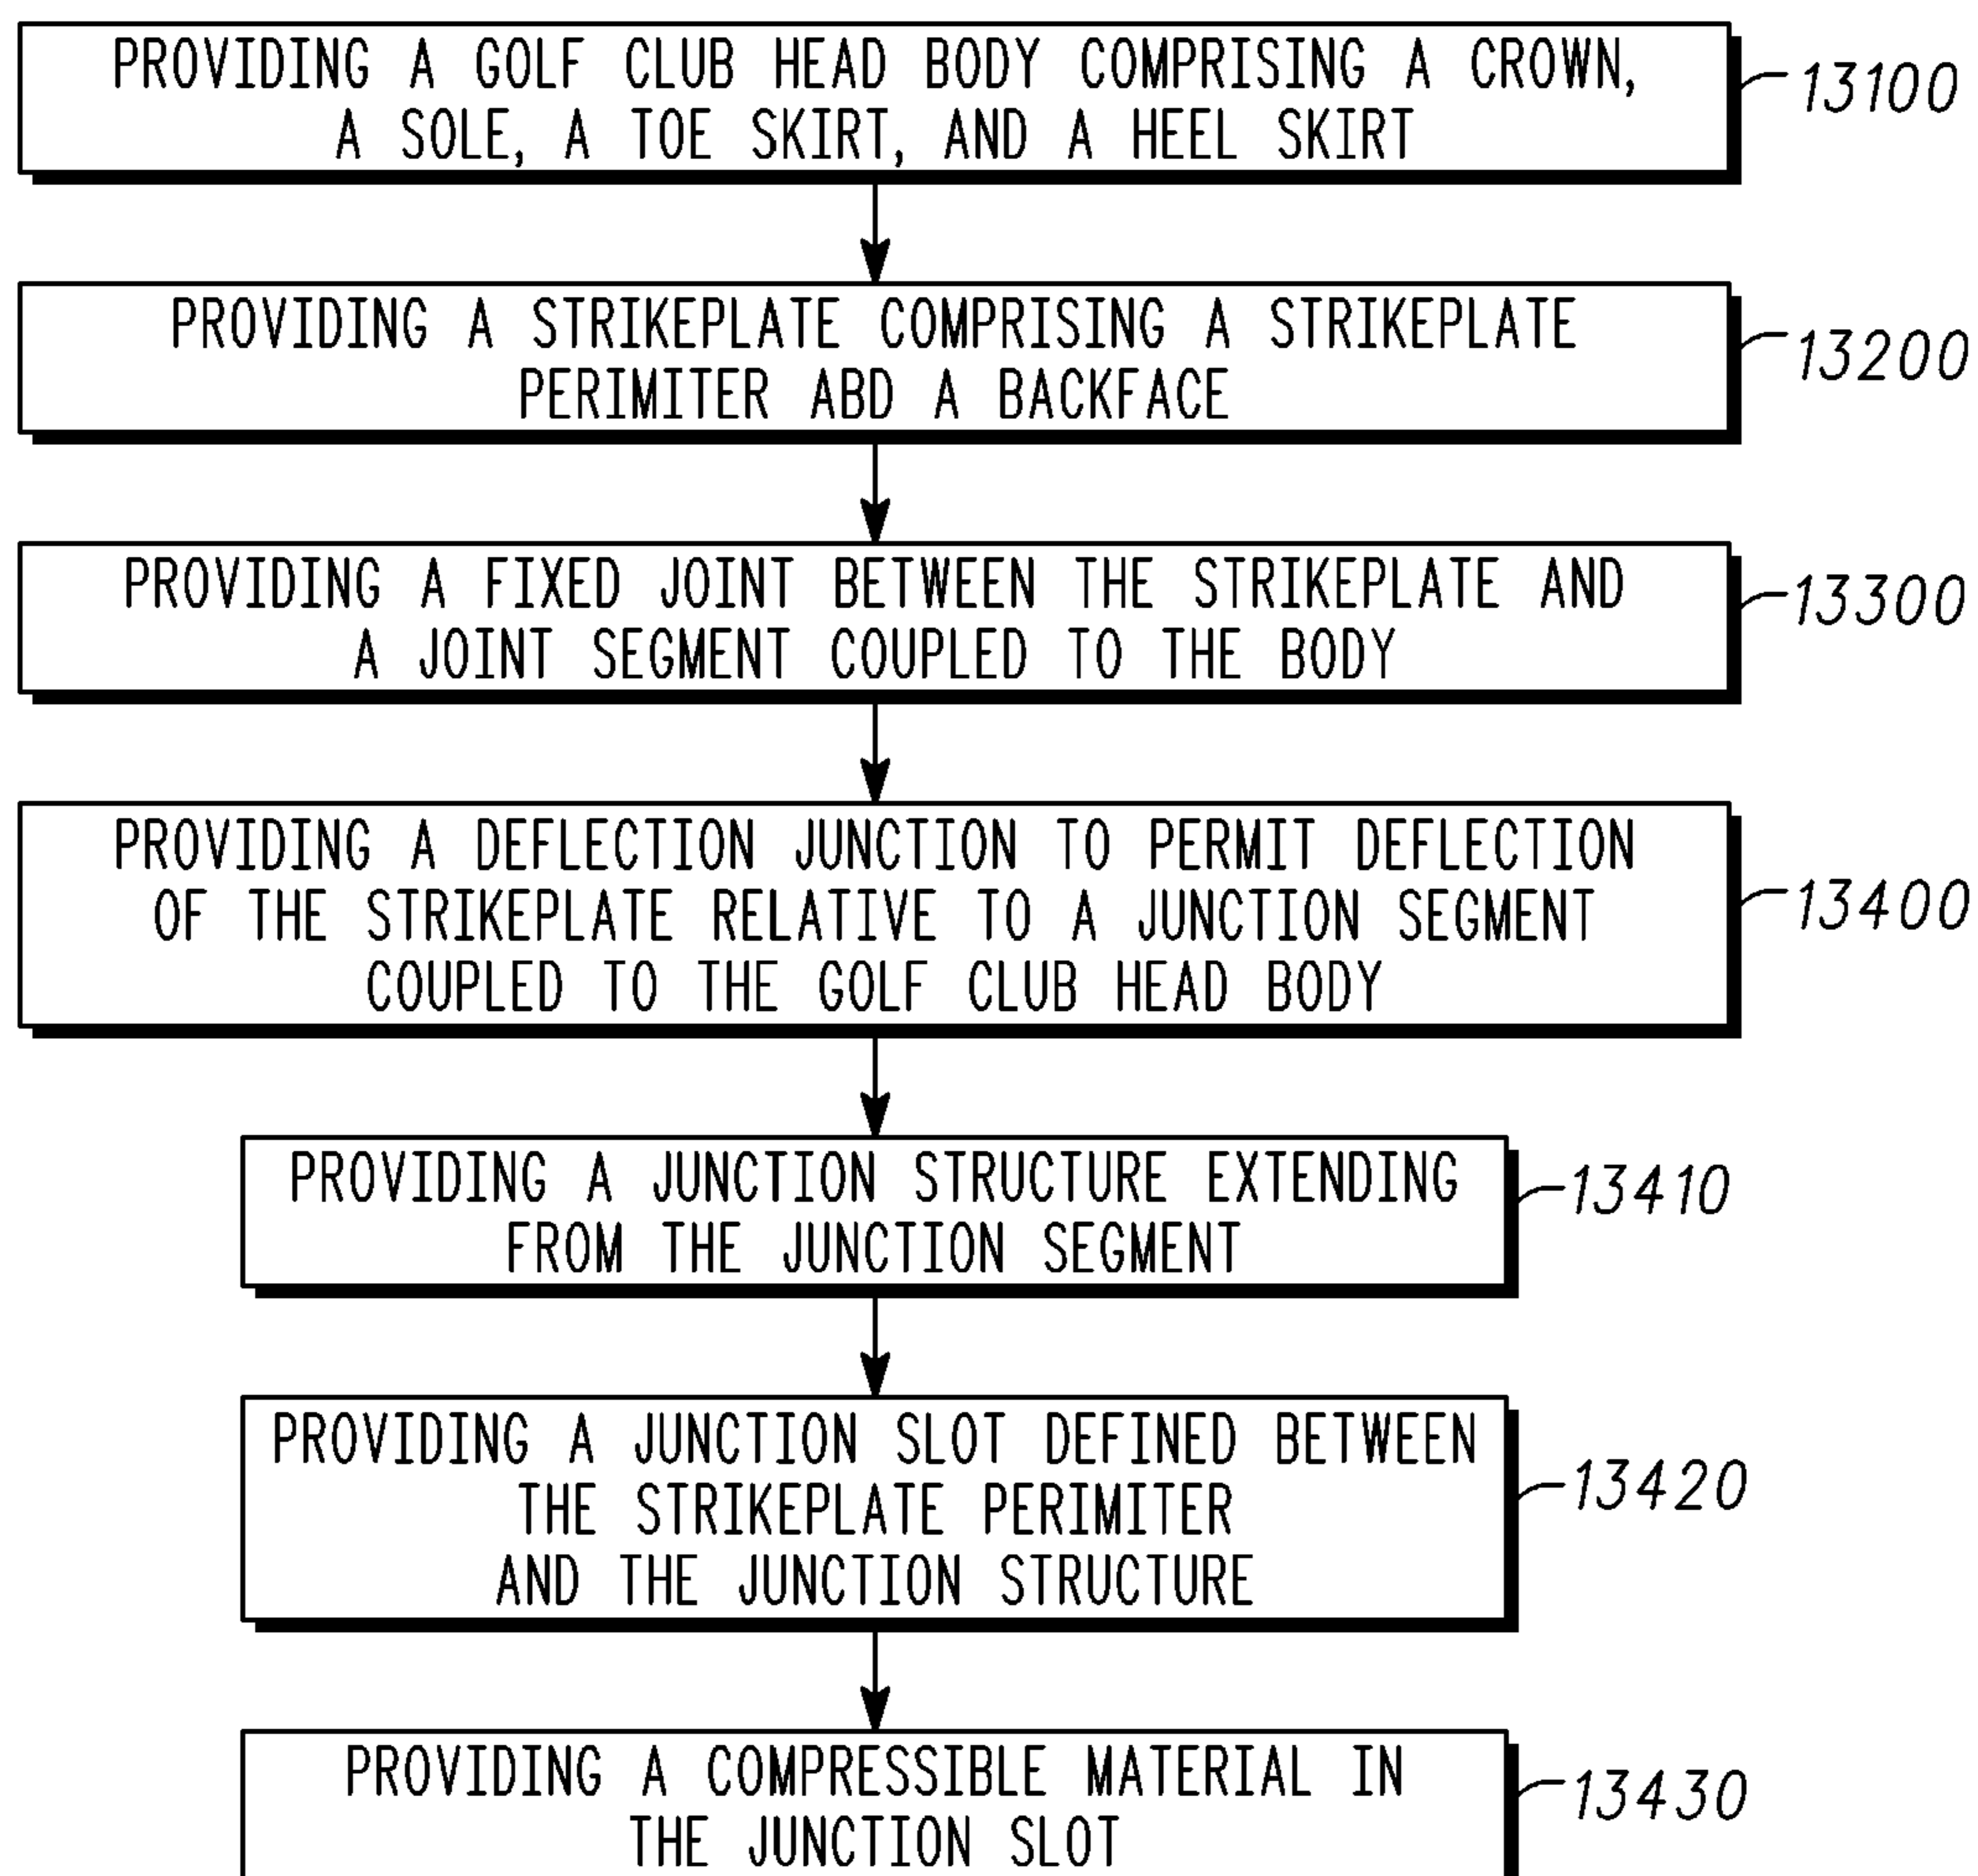 PROVIDING A GOLF CLUB HEAD BODY COMPRISING A CROWN,
A SOLE, A TOE SKIRT, AND A HEEL SKIRT
13100
PROVIDING A STRIKEPLATE COMPRISING A STRIKEPLATE
PERIMITER ABD A BACKFACE
13200
PROVIDING A FIXED JOINT BETWEEN THE STRIKEPLATE AND
A JOINT SEGMENT COUPLED TO THE BODY
13300
PROVIDING A DEFLECTION JUNCTION TO PERMIT DEFLECTION
OF THE STRIKEPLATE RELATIVE TO A JUNCTION SEGMENT
COUPLED TO THE GOLF CLUB HEAD BODY
13400
PROVIDING A JUNCTION STRUCTURE EXTENDING
FROM THE JUNCTION SEGMENT
13410
PROVIDING A JUNCTION SLOT DEFINED BETWEEN
THE STRIKEPLATE PERIMITER
AND THE JUNCTION STRUCTURE
13420
PROVIDING A COMPRESSIBLE MATERIAL IN
THE JUNCTION SLOT
13430